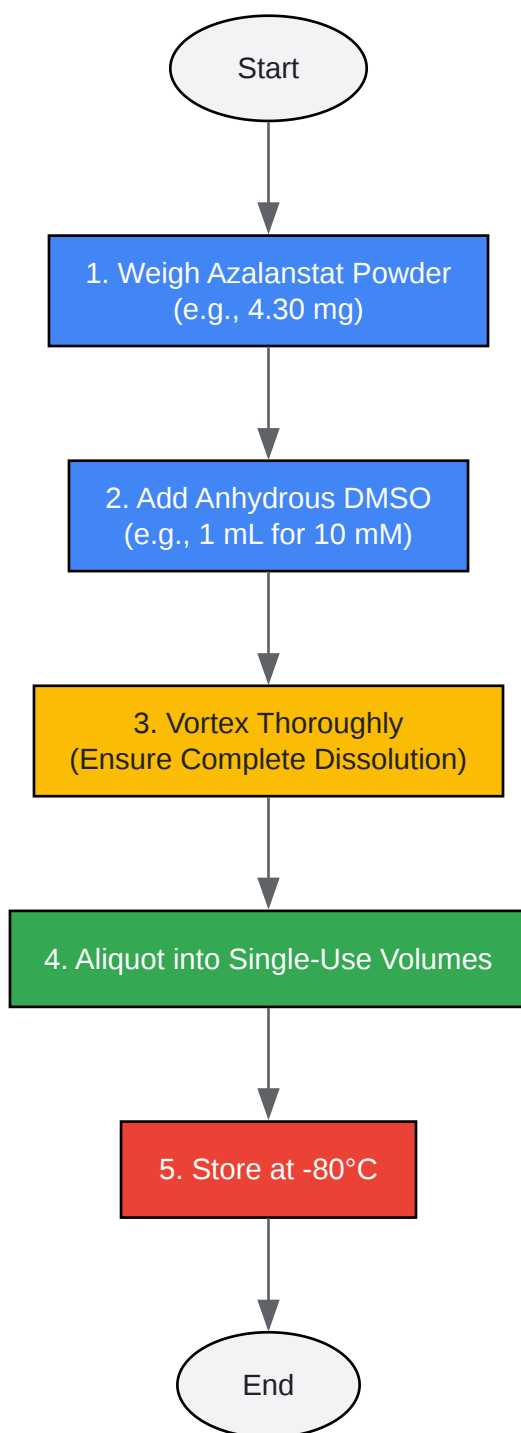 Start
1. Weigh Azalanstat Powder
(e.g., 4.30 mg)
2. Add Anhydrous DMSO
(e.g., 1 mL for 10 mM)
3. Vortex Thoroughly
(Ensure Complete Dissolution)
4. Aliquot into Single-Use Volumes
5. Store at -80°C
End